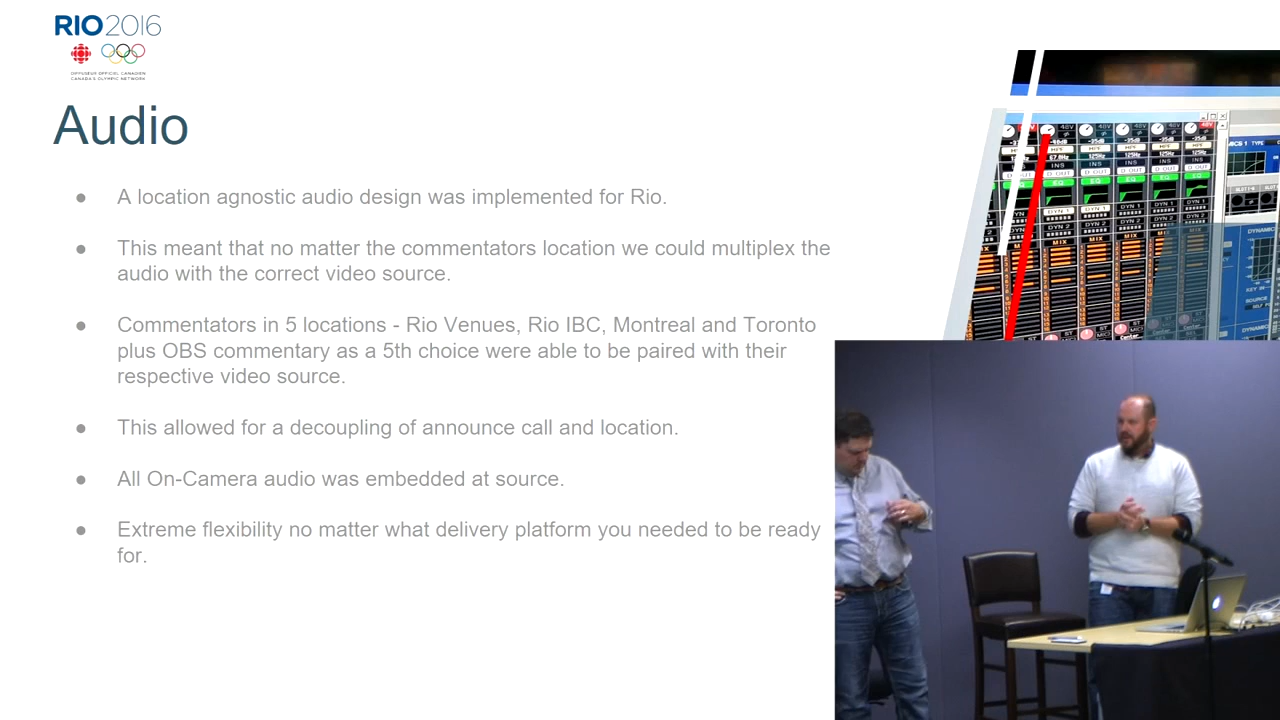 RIO2016
DIFFUSEUR OFFICIEL CANADIEN
CANADA'S OLYMPIC NETWORK
Audio
● A location agnostic audio design was implemented for Rio.
● This meant that no matter the commentators location we could multiplex the
audio with the correct video source.
● Commentators in 5 locations - Rio Venues, Rio IBC, Montreal and Toronto
plus OBS commentary as a 5th choice were able to be paired with their
respective video source.
● This allowed for a decoupling of announce call and location.
● All On-Camera audio was embedded at source.
● Extreme flexibility no matter what delivery platform you needed to be ready
for.